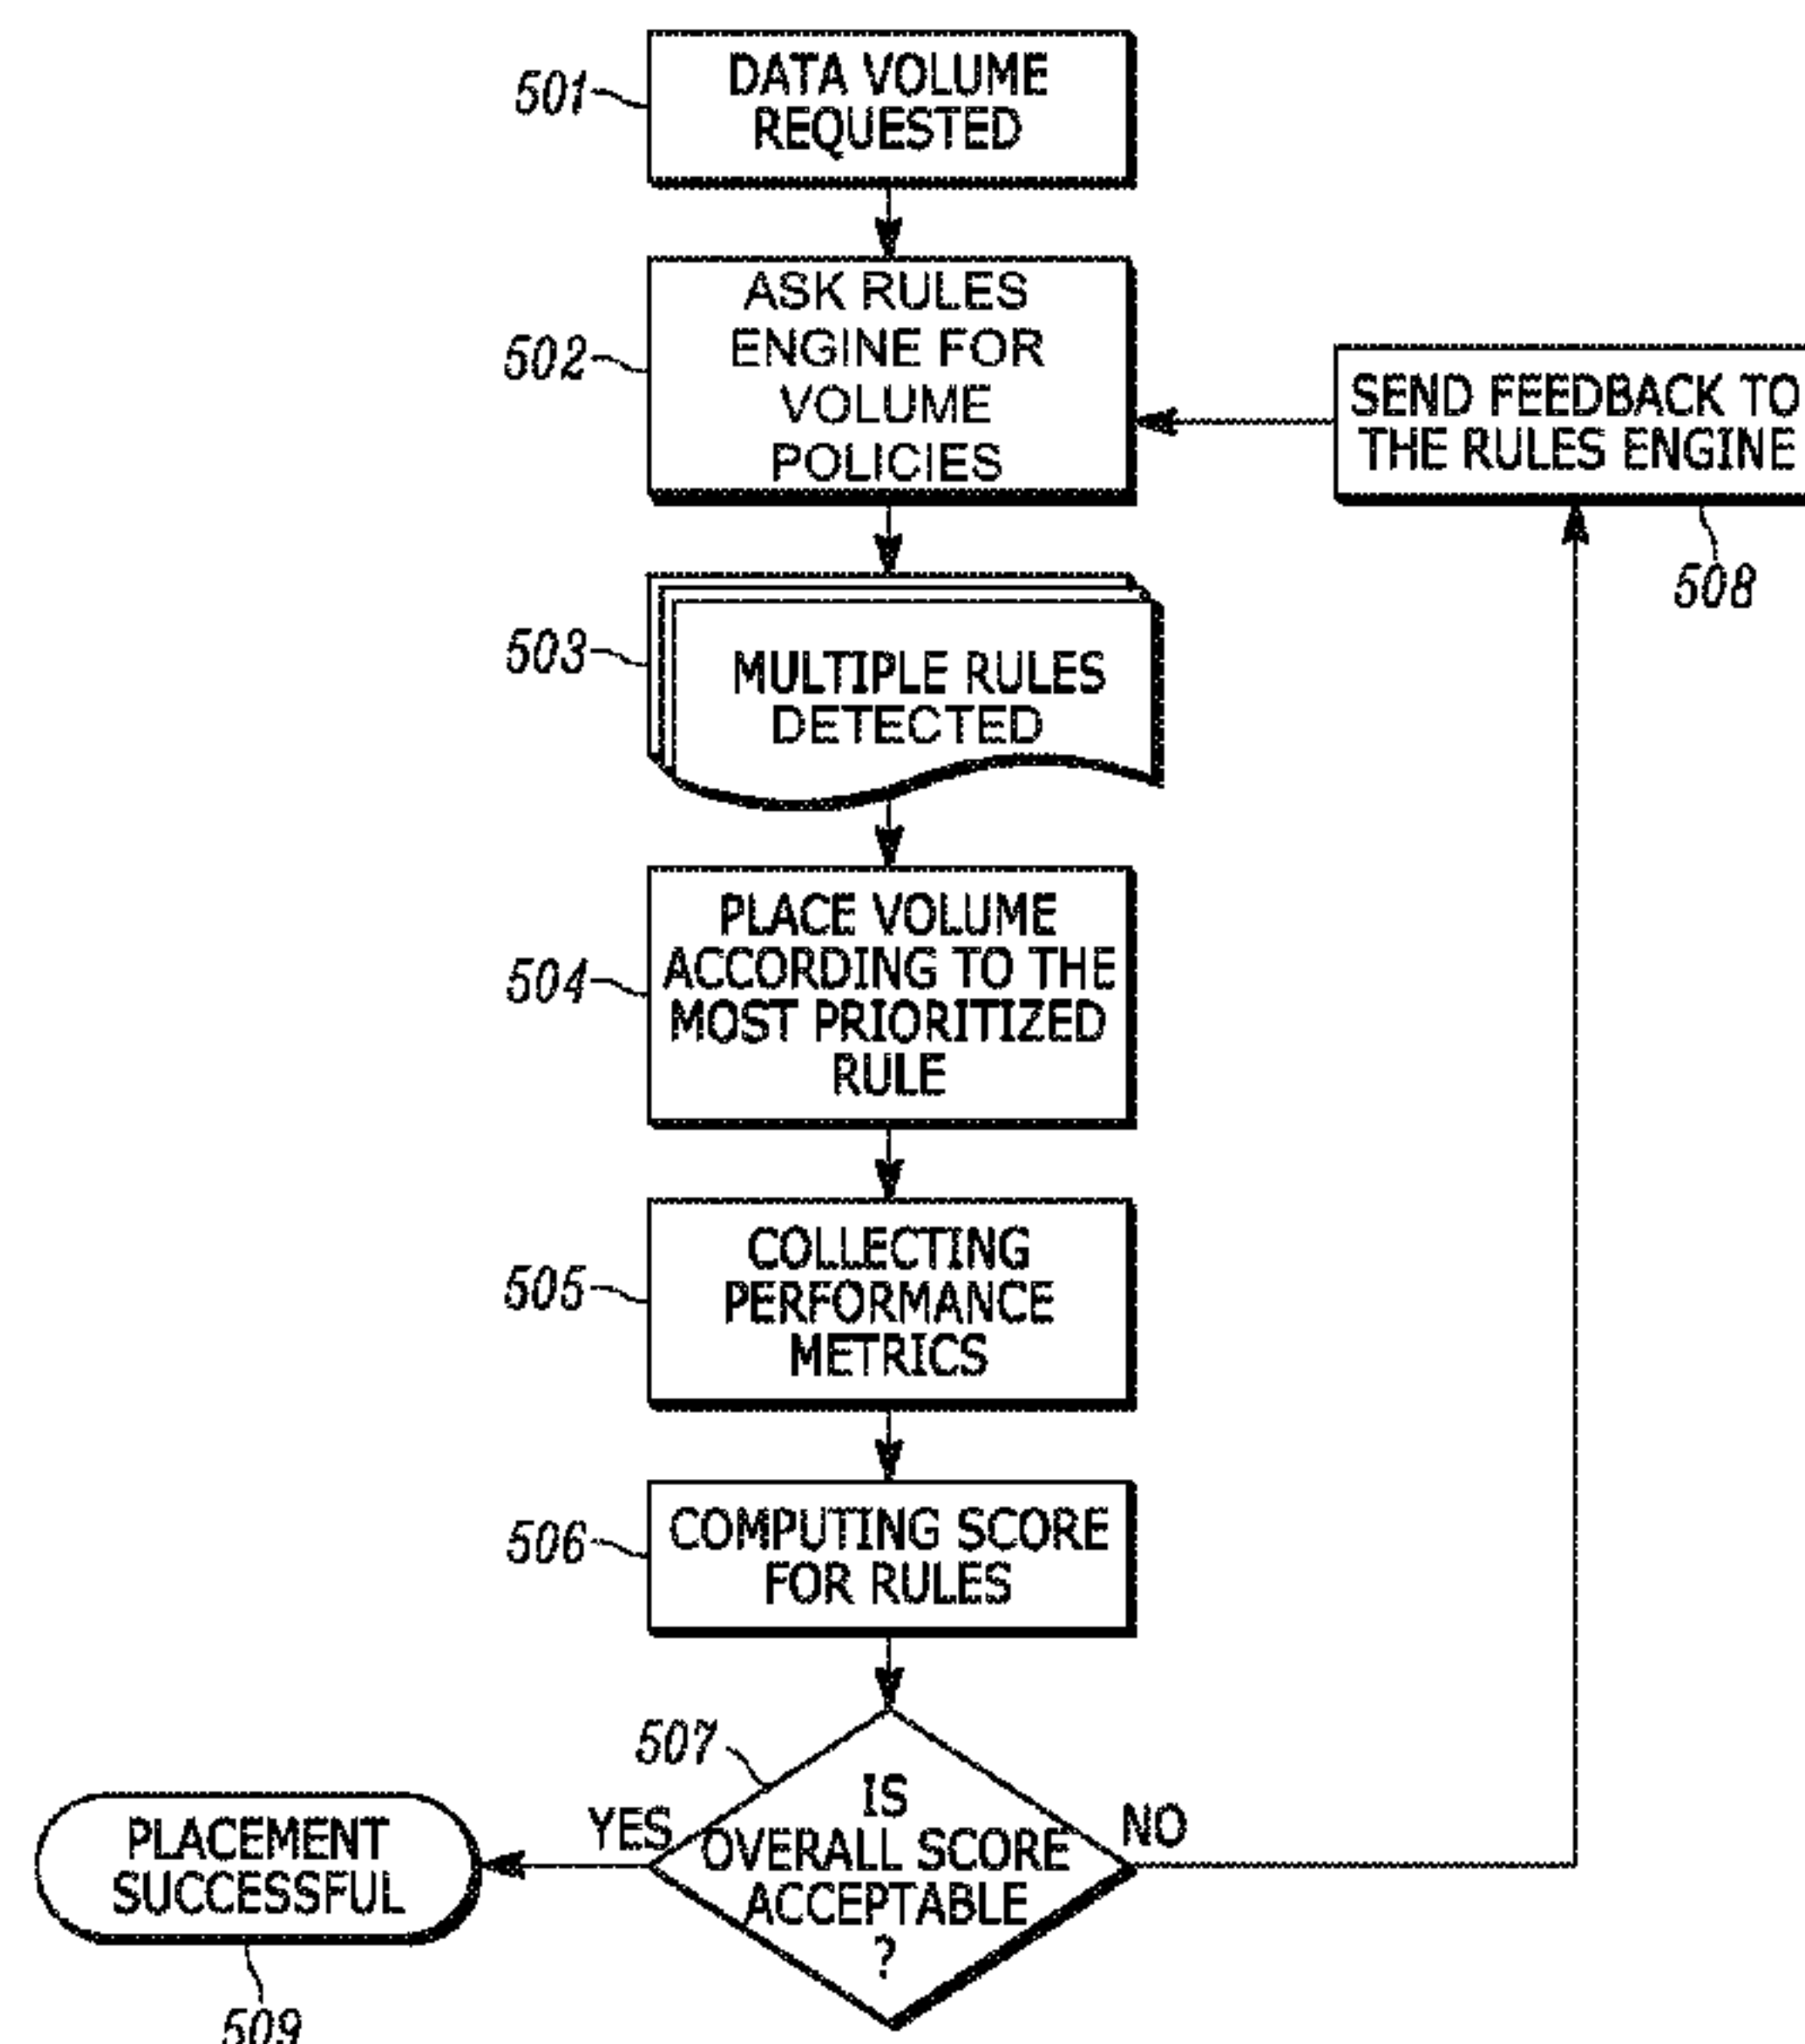 501
DATA VOLUME
REQUESTED
502
ASK RULES
ENGINE FOR
VOLUME
POLICIES
SEND FEEDBACK TO
THE RULES ENGINE
508
503
MULTIPLE RULES
DETECTED
504
PLACE VOLUME
ACCORDING TO THE
MOST PRIORITIZED
RULE
505
COLLECTING
PERFORMANCE
METRICS
506
COMPUTING SCORE
FOR RULES
507
IS
OVERALL SCORE
ACCEPTABLE
?
YES
NO
PLACEMENT
SUCCESSFUL
509